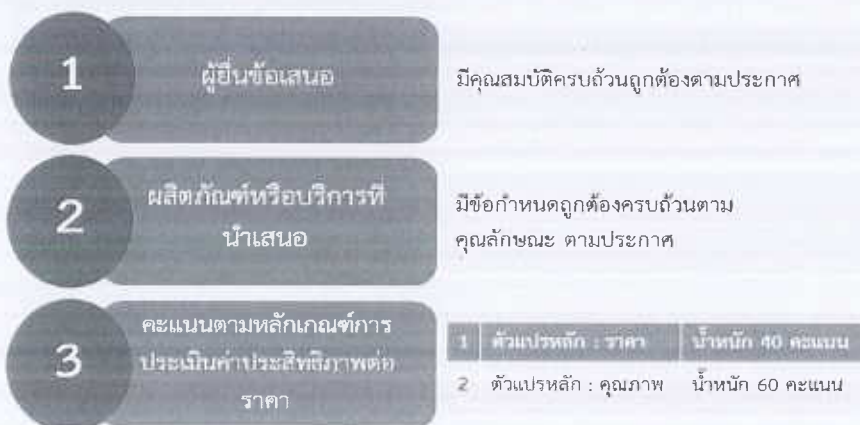 1
ผู้ยื่นข้อเสนอ
มีคุณสมบัติครบถ้วนถูกต้องตามประกาศ
2
ผลิตภัณฑ์หรือบริการที่
นำเสนอ
มีข้อกำหนดถูกต้องครบถ้วนตาม
คุณลักษณะ ตามประกาศ
3
คะแนนตามหลักเกณฑ์การ
ประเมินค่าประสิทธิภาพต่อ
ราคา
1 ตัวแปรหลัก : ราคา น้ำหนัก 40 คะแนน
2 ตัวแปรหลัก : คุณภาพ น้ำหนัก 60 คะแนน